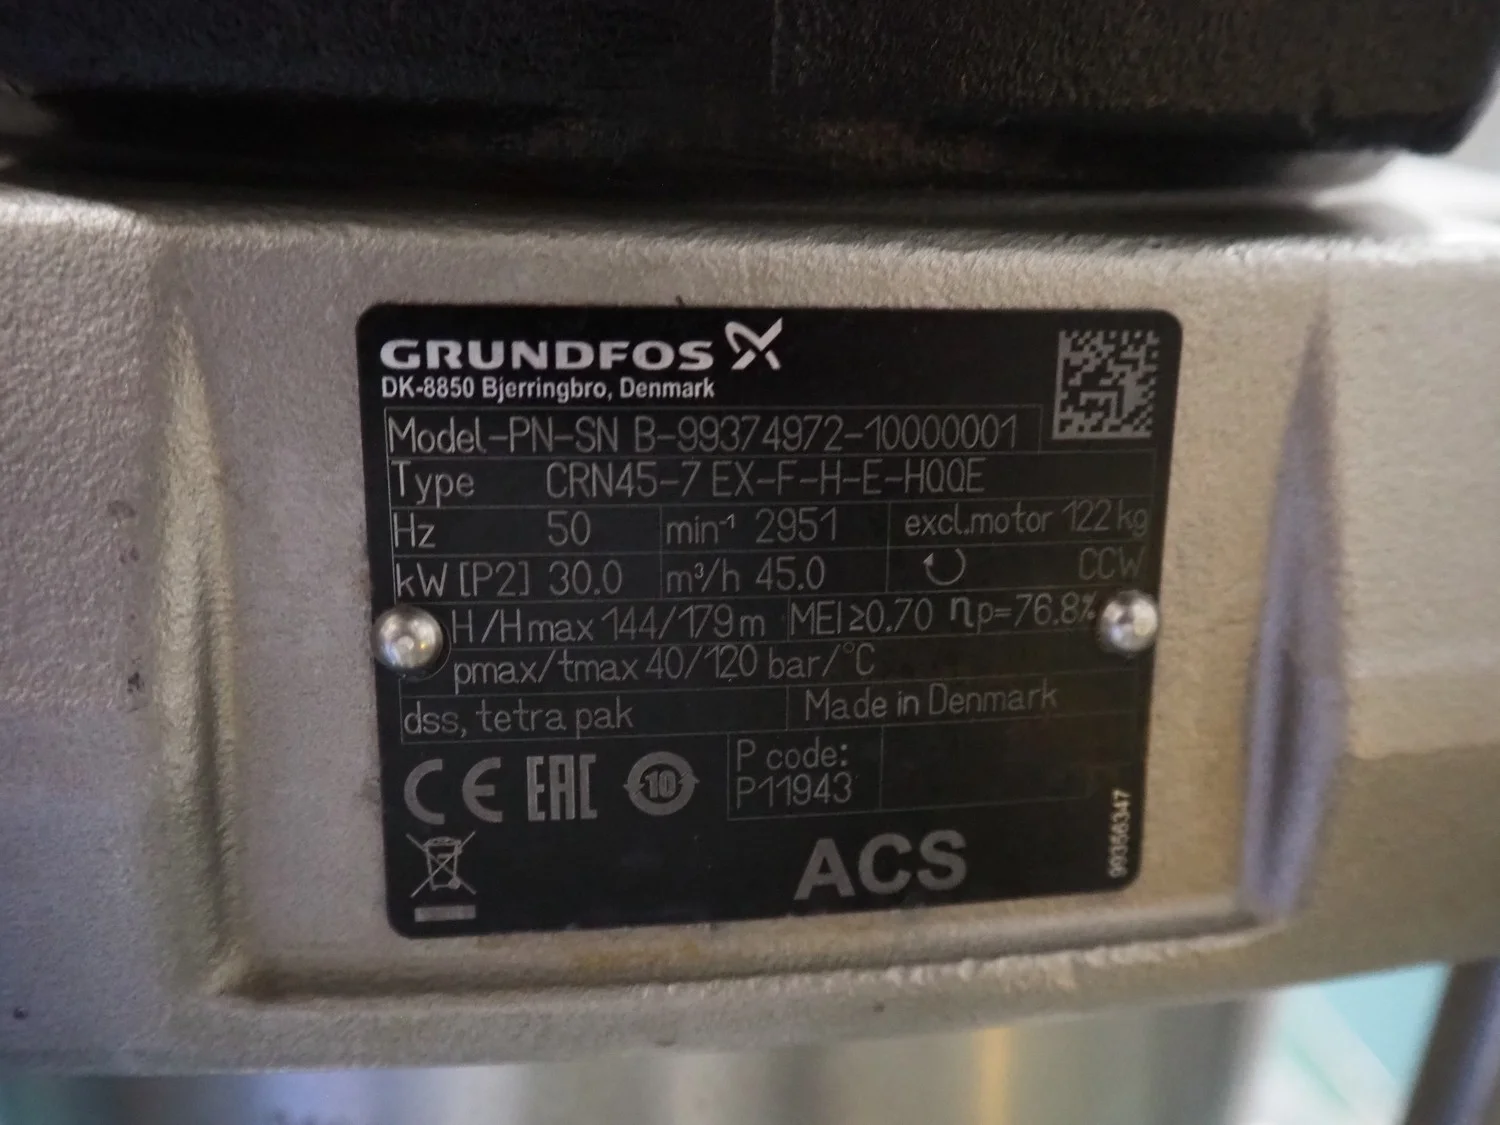 GRUNDFOS
DK-8850 Bjerringbro, Denmark
Model-PN-SN B-99374972-10000001
Type CRN45-7 EX-F-H-E-HQQE
Hz 50 min⁻¹ 2951 excl.motor 122 kg
kW [P2] 30.0 m³/h 45.0 CCW
H/Hmax 144/179 m MEI ≥0.70 ηp=76.8%
pmax/tmax 40/120 bar/°C
dss, tetra pak Made in Denmark
CE EAC 10 P code:
P11943
ACS
99356347